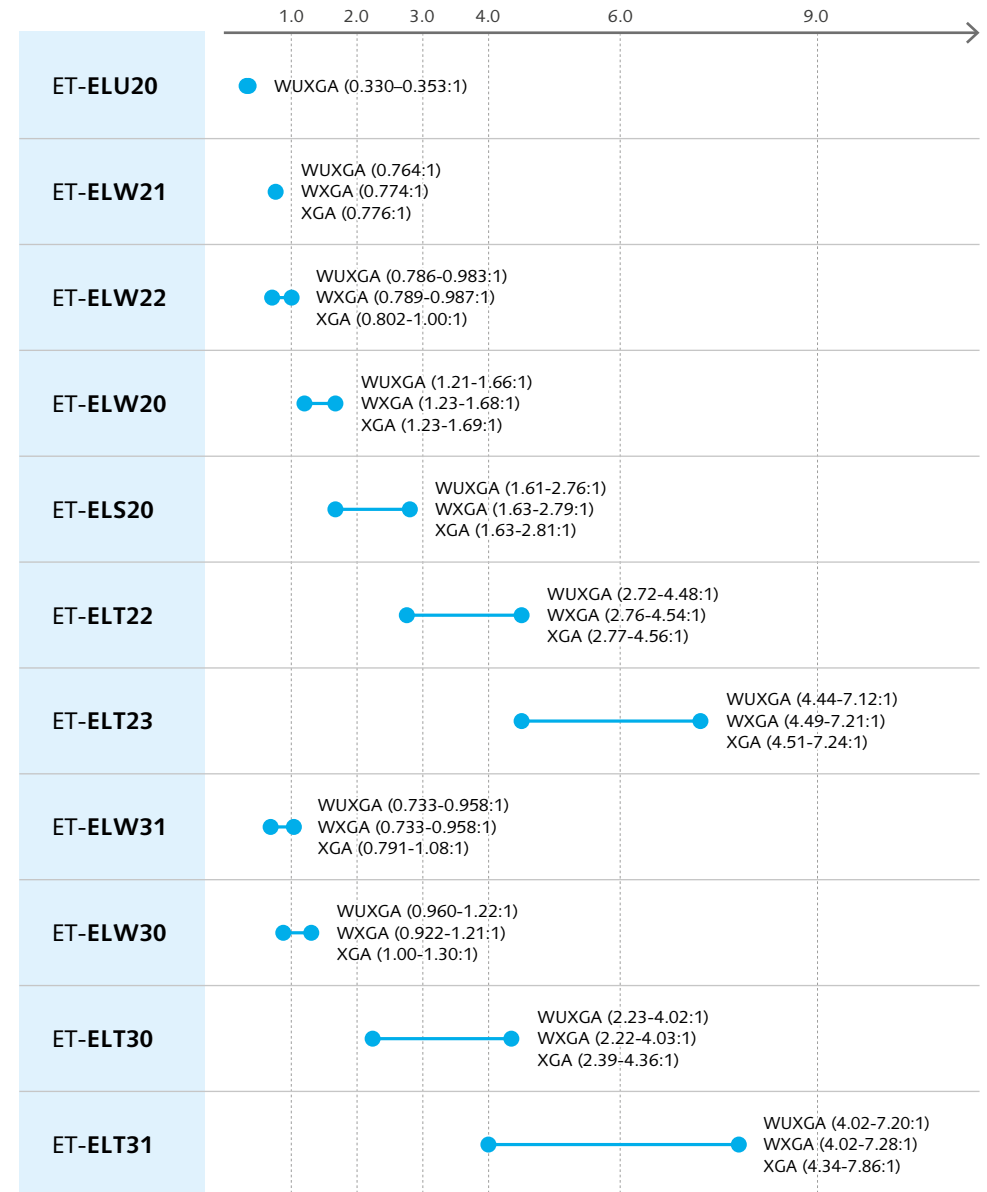 1.0 2.0 3.0 4.0 6.0 9.0
ET-ELU20
WUXGA (0.330–0.353:1)
ET-ELW21
WUXGA (0.764:1)
WXGA (0.774:1)
XGA (0.776:1)
ET-ELW22
WUXGA (0.786-0.983:1)
WXGA (0.789-0.987:1)
XGA (0.802-1.00:1)
ET-ELW20
WUXGA (1.21-1.66:1)
WXGA (1.23-1.68:1)
XGA (1.23-1.69:1)
ET-ELS20
WUXGA (1.61-2.76:1)
WXGA (1.63-2.79:1)
XGA (1.63-2.81:1)
ET-ELT22
WUXGA (2.72-4.48:1)
WXGA (2.76-4.54:1)
XGA (2.77-4.56:1)
ET-ELT23
WUXGA (4.44-7.12:1)
WXGA (4.49-7.21:1)
XGA (4.51-7.24:1)
ET-ELW31
WUXGA (0.733-0.958:1)
WXGA (0.733-0.958:1)
XGA (0.791-1.08:1)
ET-ELW30
WUXGA (0.960-1.22:1)
WXGA (0.922-1.21:1)
XGA (1.00-1.30:1)
ET-ELT30
WUXGA (2.23-4.02:1)
WXGA (2.22-4.03:1)
XGA (2.39-4.36:1)
ET-ELT31
WUXGA (4.02-7.20:1)
WXGA (4.02-7.28:1)
XGA (4.34-7.86:1)